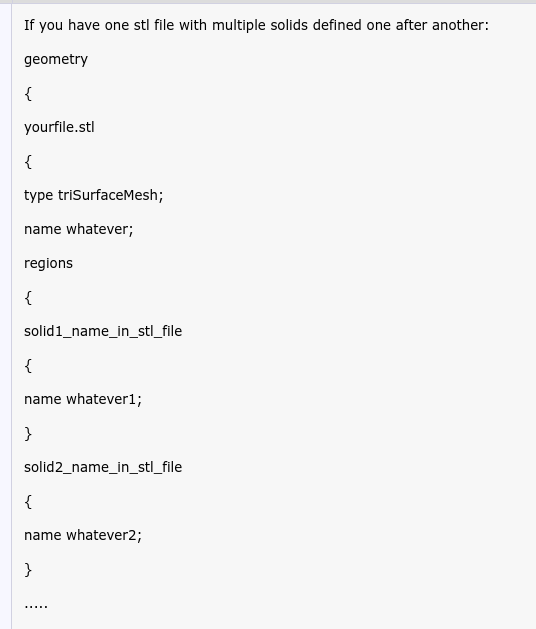 If you have one stl file with multiple solids defined one after another:
geometry
{
yourfile.stl
{
type triSurfaceMesh;
name whatever;
regions
{
solid1_name_in_stl_file
{
name whatever1;
}
solid2_name_in_stl_file
{
name whatever2;
}
.....